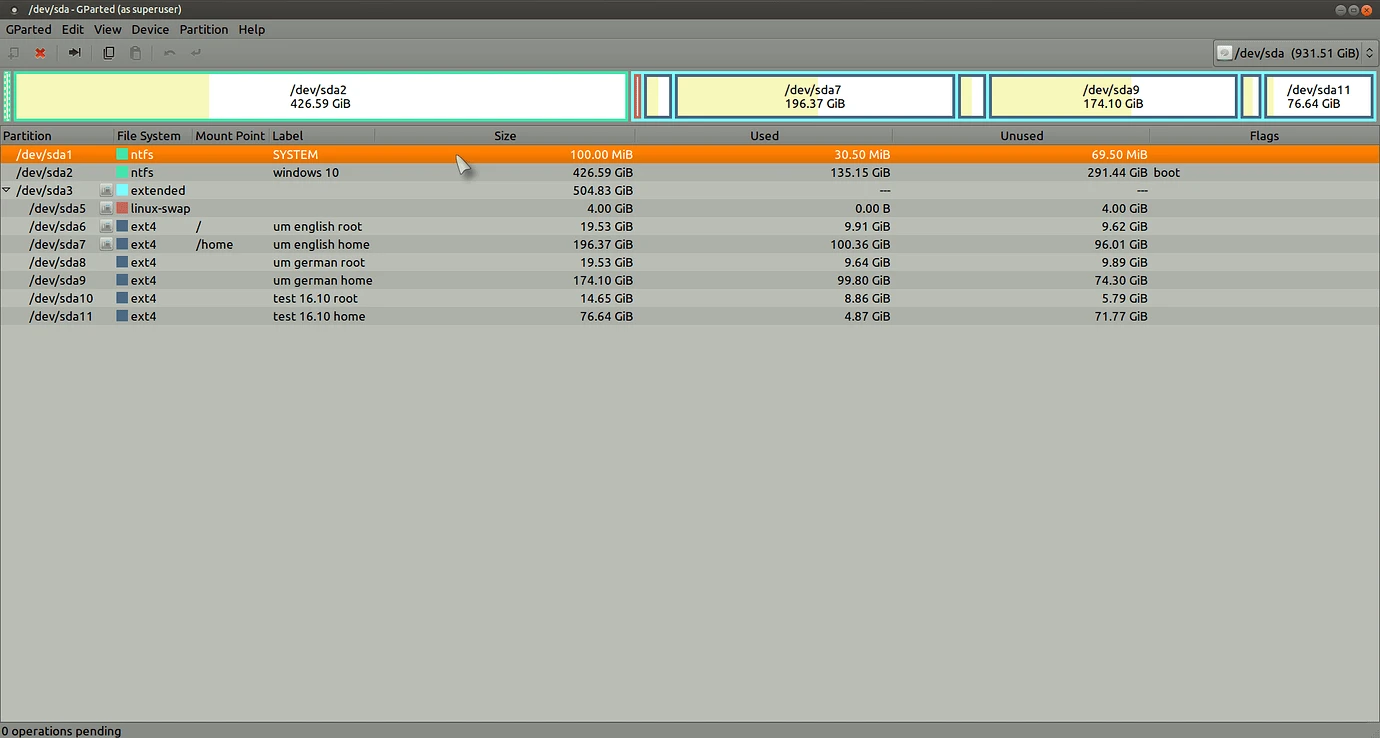 /dev/sda - GParted (as superuser)
GParted Edit View Device Partition Help
/dev/sda (931.51 GiB)
/dev/sda2 /dev/sda7 /dev/sda9 /dev/sda11
426.59 GiB 196.37 GiB 174.10 GiB 76.64 GiB
Partition File System Mount Point Label Size Used Unused Flags
/dev/sda1 ntfs SYSTEM 100.00 MiB 30.50 MiB 69.50 MiB
/dev/sda2 ntfs windows 10 426.59 GiB 135.15 GiB 291.44 GiB boot
/dev/sda3 extended 504.83 GiB --- ---
/dev/sda5 linux-swap 4.00 GiB 0.00 B 4.00 GiB
/dev/sda6 ext4 / um english root 19.53 GiB 9.91 GiB 9.62 GiB
/dev/sda7 ext4 /home um english home 196.37 GiB 100.36 GiB 96.01 GiB
/dev/sda8 ext4 um german root 19.53 GiB 9.64 GiB 9.89 GiB
/dev/sda9 ext4 um german home 174.10 GiB 99.80 GiB 74.30 GiB
/dev/sda10 ext4 test 16.10 root 14.65 GiB 8.86 GiB 5.79 GiB
/dev/sda11 ext4 test 16.10 home 76.64 GiB 4.87 GiB 71.77 GiB
0 operations pending